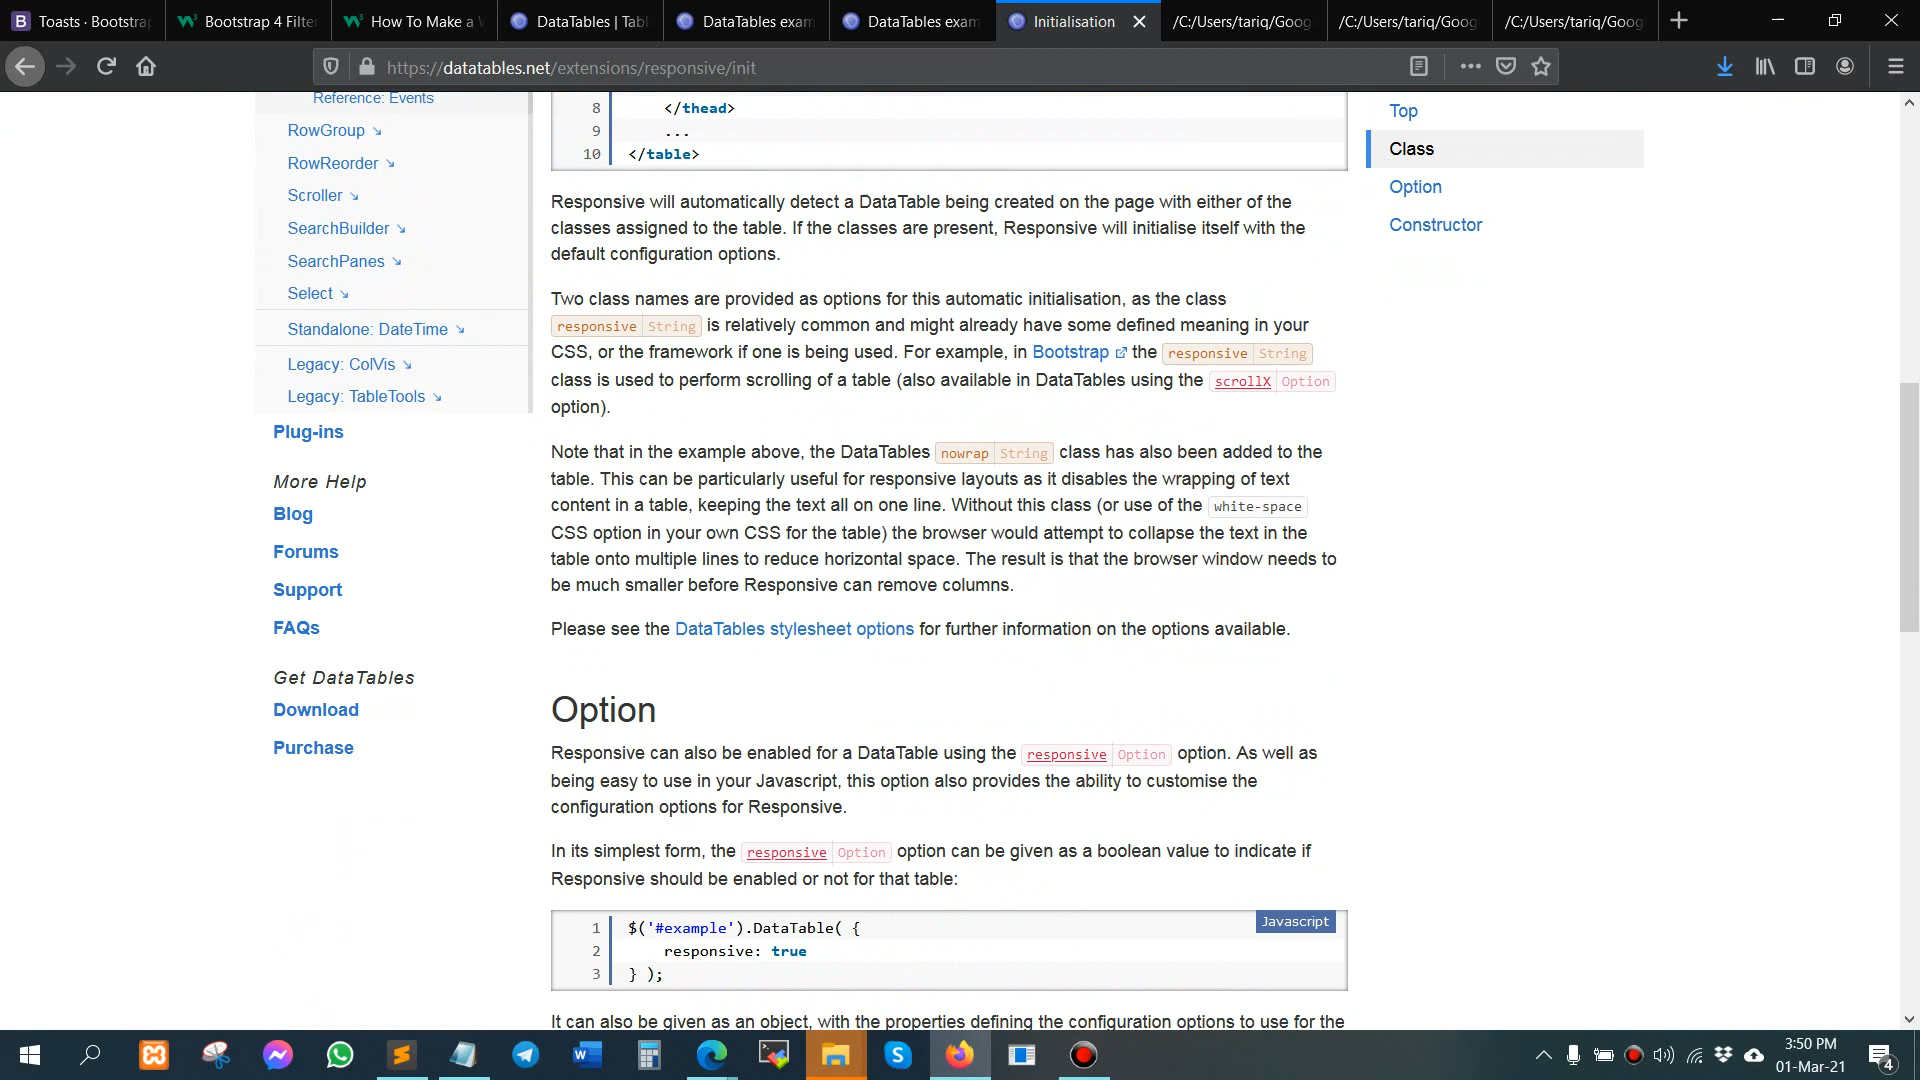 Toasts · Bootstrap
Bootstrap 4 Filter
How To Make a
DataTables | Tabl
DataTables exam
DataTables exam
Initialisation
/C:/Users/tariq/Goog
/C:/Users/tariq/Goog
/C:/Users/tariq/Goog
https://datatables.net/extensions/responsive/init
Reference: Events
RowGroup
RowReorder
Scroller
SearchBuilder
SearchPanes
Select
Standalone: DateTime
Legacy: ColVis
Legacy: TableTools
Plug-ins
More Help
Blog
Forums
Support
FAQs
Get DataTables
Download
Purchase
8 </thead>
9 ...
10 </table>
Responsive will automatically detect a DataTable being created on the page with either of the
classes assigned to the table. If the classes are present, Responsive will initialise itself with the
default configuration options.
Two class names are provided as options for this automatic initialisation, as the class
responsive String is relatively common and might already have some defined meaning in your
CSS, or the framework if one is being used. For example, in Bootstrap the responsive String
class is used to perform scrolling of a table (also available in DataTables using the scrollX Option
option).
Note that in the example above, the DataTables nowrap String class has also been added to the
table. This can be particularly useful for responsive layouts as it disables the wrapping of text
content in a table, keeping the text all on one line. Without this class (or use of the white-space
CSS option in your own CSS for the table) the browser would attempt to collapse the text in the
table onto multiple lines to reduce horizontal space. The result is that the browser window needs to
be much smaller before Responsive can remove columns.
Please see the DataTables stylesheet options for further information on the options available.
Option
Responsive can also be enabled for a DataTable using the responsive Option option. As well as
being easy to use in your Javascript, this option also provides the ability to customise the
configuration options for Responsive.
In its simplest form, the responsive Option option can be given as a boolean value to indicate if
Responsive should be enabled or not for that table:
Javascript
1 $('#example').DataTable( {
2 responsive: true
3 } );
It can also be given as an object, with the properties defining the configuration options to use for the
Top
Class
Option
Constructor
3:50 PM
01-Mar-21
4